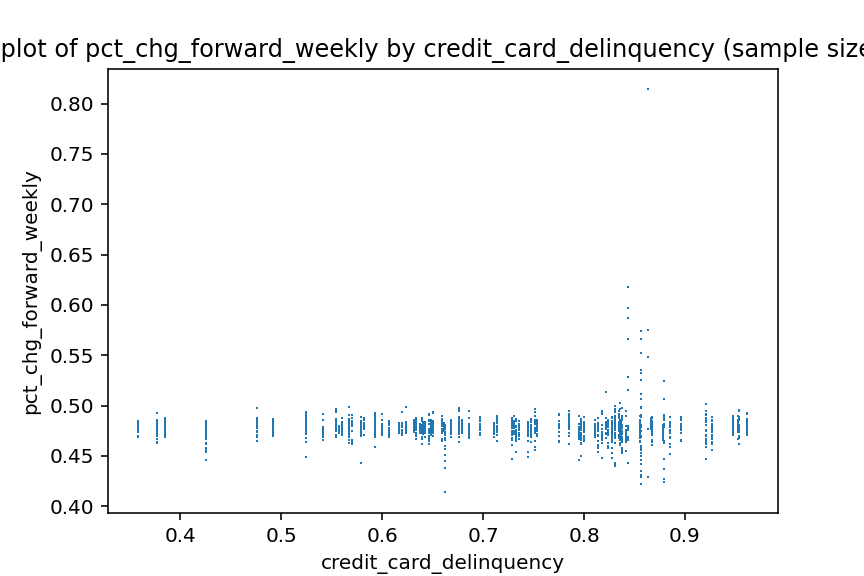 plot of pct_chg_forward_weekly by credit_card_delinquency (sample size
0.80
0.75
0.70
0.65
0.60
0.55
0.50
0.45
0.40
pct_chg_forward_weekly
0.4 0.5 0.6 0.7 0.8 0.9
credit_card_delinquency